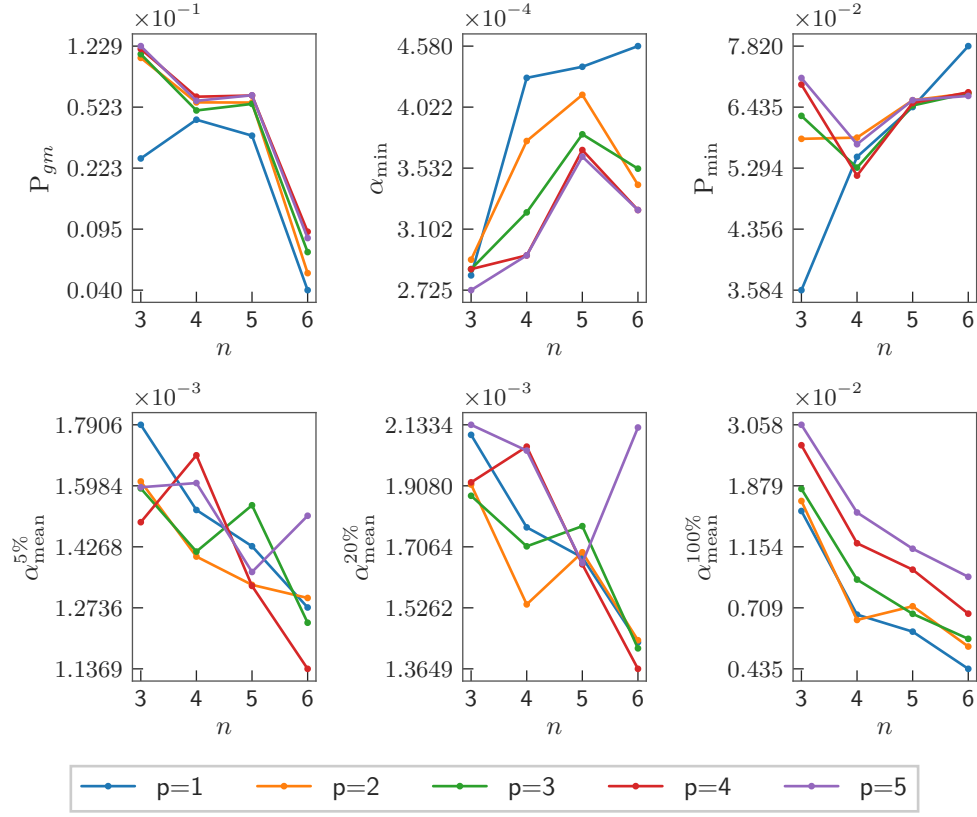 ×10⁻¹
1.229
0.523
0.223
0.095
0.040
P_gm
3 4 5 6
n
×10⁻⁴
4.580
4.022
3.532
3.102
2.725
α_min
3 4 5 6
n
×10⁻²
7.820
6.435
5.294
4.356
3.584
P_min
3 4 5 6
n
×10⁻³
1.7906
1.5984
1.4268
1.2736
1.1369
α_mean^5%
3 4 5 6
n
×10⁻³
2.1334
1.9080
1.7064
1.5262
1.3649
α_mean^20%
3 4 5 6
n
×10⁻²
3.058
1.879
1.154
0.709
0.435
α_mean^100%
3 4 5 6
n
p=1 p=2 p=3 p=4 p=5